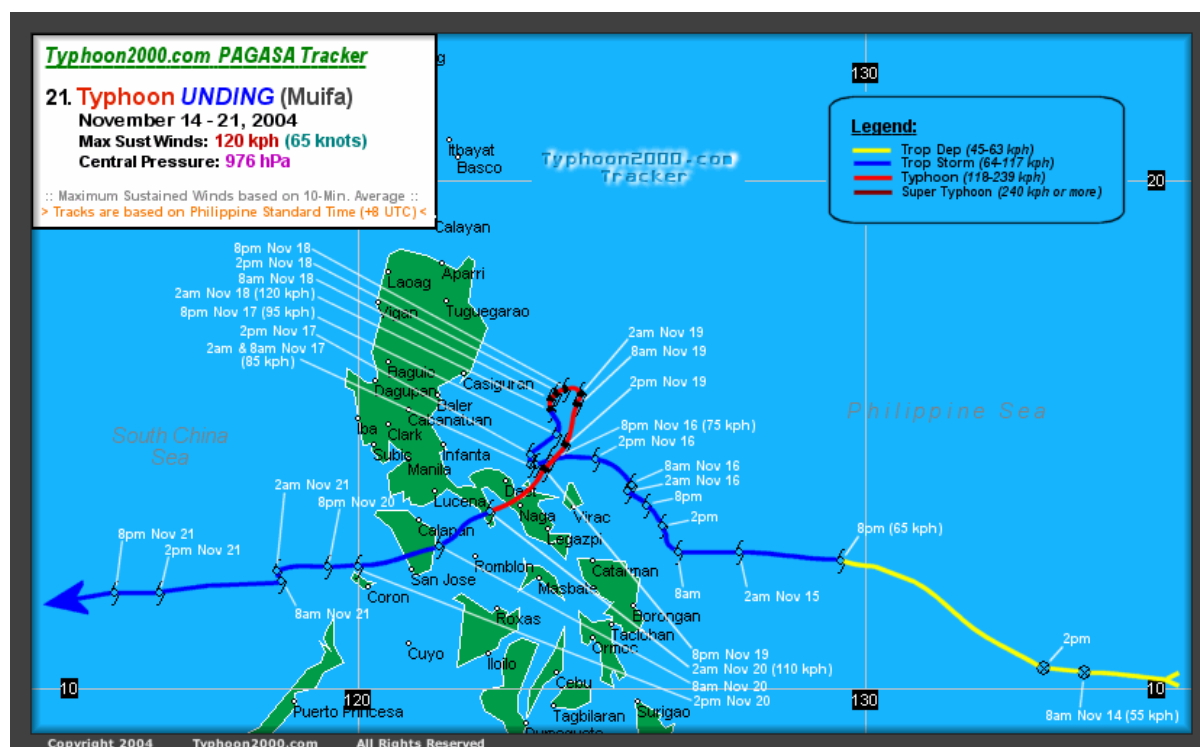 Typhoon2000.com PAGASA Tracker
21. Typhoon UNDING (Muifa)
November 14 - 21, 2004
Max Sust Winds: 120 kph (65 knots)
Central Pressure: 976 hPa
:: Maximum Sustained Winds based on 10-Min. Average ::
> Tracks are based on Philippine Standard Time (+8 UTC) <
g
130
Legend:
Trop Dep (45-63 kph)
Trop Storm (64-117 kph)
Typhoon (118-239 kph)
Super Typhoon (240 kph or more)
Itbayat
Basco
Typhoon2000.com
Tracker
20
Calayan
8pm Nov 18
2pm Nov 18
8am Nov 18
2am Nov 18 (120 kph)
8pm Nov 17 (95 kph)
2pm Nov 17
2am & 8am Nov 17
(85 kph)
Laoag
Aparri
Vigan
Tuguegarao
Baguio
Dagupan
Casiguran
Baler
Cabanatuan
Iba
Clark
Subic
Infanta
Manila
2am Nov 19
8am Nov 19
2pm Nov 19
8pm Nov 16 (75 kph)
2pm Nov 16
8am Nov 16
2am Nov 16
8pm
2pm
8am
2am Nov 15
8pm (65 kph)
Philippine Sea
South China
Sea
Lucena
Daet
Naga
Virac
Legazpi
Calapan
2am Nov 21
8pm Nov 20
8pm Nov 21
2pm Nov 21
8am Nov 21
San Jose
Romblon
Coron
Masbate
Catarman
Borongan
Roxas
Tacloban
Ormoc
Cuyo
Iloilo
Cebu
8pm Nov 19
2am Nov 20 (110 kph)
8am Nov 20
2pm Nov 20
2pm
8am Nov 14 (55 kph)
10
120
130
10
Puerto Princesa
Tagbilaran
Surigao
Dumaguete
Copyright 2004 Typhoon2000.com All Rights Reserved